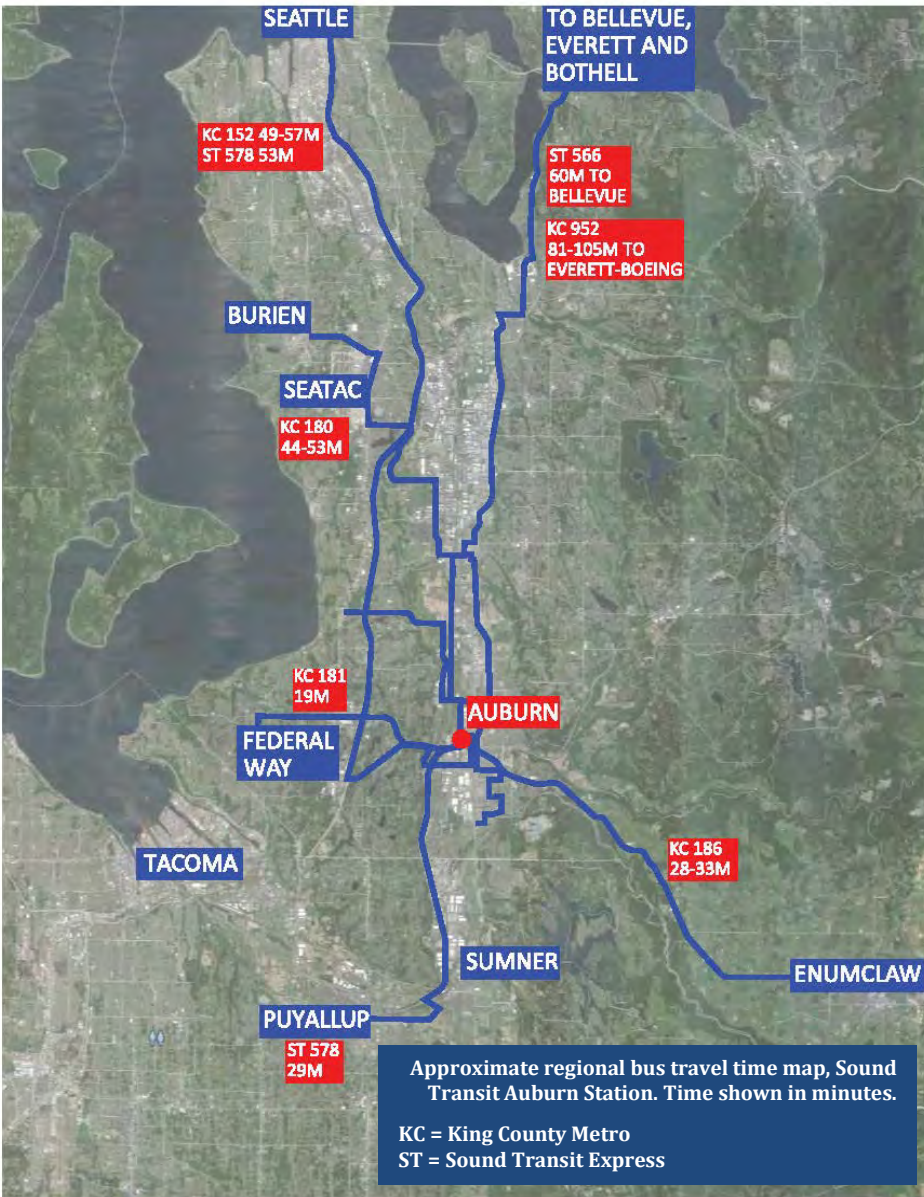 SEATTLE
TO BELLEVUE,
EVERETT AND
BOTHELL
KC 152 49-57M
ST 578 53M
ST 566
60M TO
BELLEVUE
KC 952
81-105M TO
EVERETT-BOEING
BURIEN
SEATAC
KC 180
44-53M
KC 181
19M
AUBURN
FEDERAL
WAY
TACOMA
KC 186
28-33M
SUMNER
ENUMCLAW
PUYALLUP
ST 578
29M
Approximate regional bus travel time map, Sound
Transit Auburn Station. Time shown in minutes.
KC = King County Metro
ST = Sound Transit Express